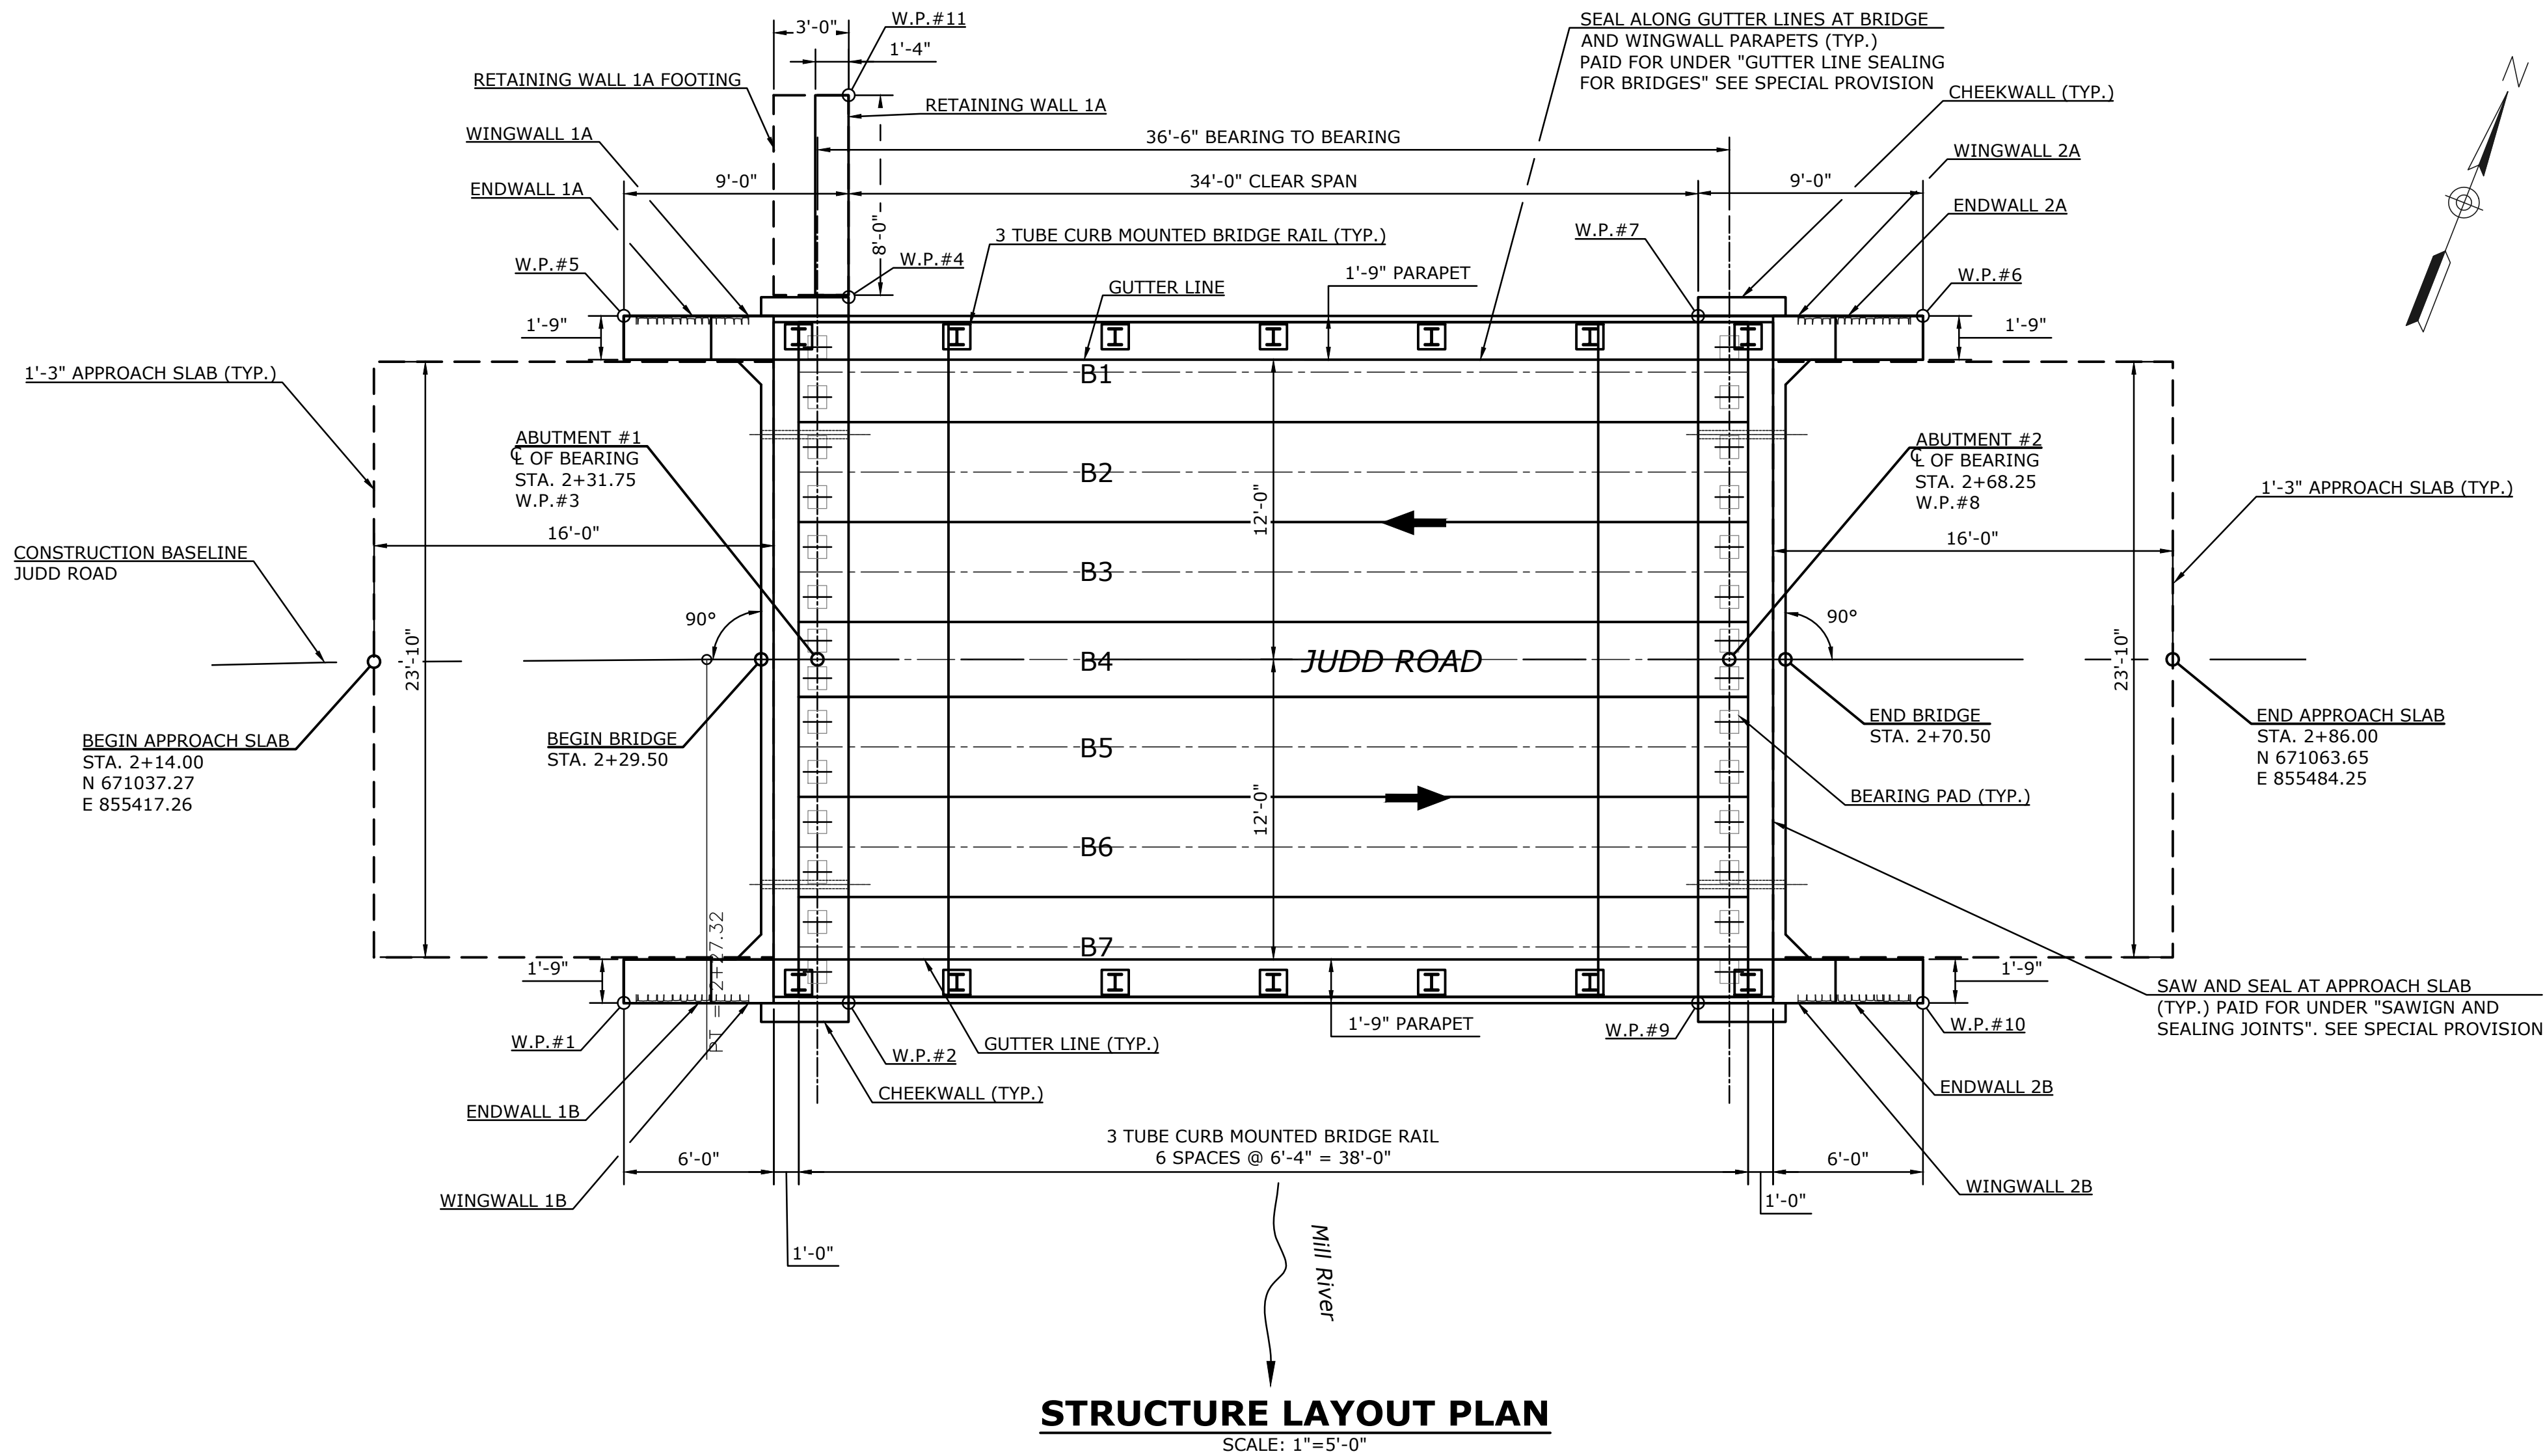 3'-0"
W.P.#11
1'-4"
SEAL ALONG GUTTER LINES AT BRIDGE
AND WINGWALL PARAPETS (TYP.)
PAID FOR UNDER "GUTTER LINE SEALING
FOR BRIDGES" SEE SPECIAL PROVISION
N
RETAINING WALL 1A FOOTING
RETAINING WALL 1A
CHEEKWALL (TYP.)
WINGWALL 1A
36'-6" BEARING TO BEARING
WINGWALL 2A
ENDWALL 1A
9'-0"
34'-0" CLEAR SPAN
9'-0"
ENDWALL 2A
8'-0"
3 TUBE CURB MOUNTED BRIDGE RAIL (TYP.)
W.P.#7
W.P.#5
W.P.#4
1'-9" PARAPET
W.P.#6
GUTTER LINE
1'-9"
1'-9"
1'-3" APPROACH SLAB (TYP.)
B1
ABUTMENT #1
℄ OF BEARING
STA. 2+31.75
W.P.#3
B2
12'-0"
ABUTMENT #2
℄ OF BEARING
STA. 2+68.25
W.P.#8
1'-3" APPROACH SLAB (TYP.)
16'-0"
16'-0"
CONSTRUCTION BASELINE
JUDD ROAD
B3
90°
90°
23'-10"
B4
JUDD ROAD
23'-10"
BEGIN APPROACH SLAB
STA. 2+14.00
N 671037.27
E 855417.26
BEGIN BRIDGE
STA. 2+29.50
B5
END BRIDGE
STA. 2+70.50
END APPROACH SLAB
STA. 2+86.00
N 671063.65
E 855484.25
12'-0"
BEARING PAD (TYP.)
B6
PT = 2+27.32
B7
1'-9"
1'-9"
SAW AND SEAL AT APPROACH SLAB
(TYP.) PAID FOR UNDER "SAWIGN AND
SEALING JOINTS". SEE SPECIAL PROVISION
W.P.#1
W.P.#2
GUTTER LINE (TYP.)
1'-9" PARAPET
W.P.#9
W.P.#10
CHEEKWALL (TYP.)
ENDWALL 1B
ENDWALL 2B
3 TUBE CURB MOUNTED BRIDGE RAIL
6 SPACES @ 6'-4" = 38'-0"
6'-0"
6'-0"
WINGWALL 1B
WINGWALL 2B
1'-0"
1'-0"
Mill River
STRUCTURE LAYOUT PLAN
SCALE: 1"=5'-0"